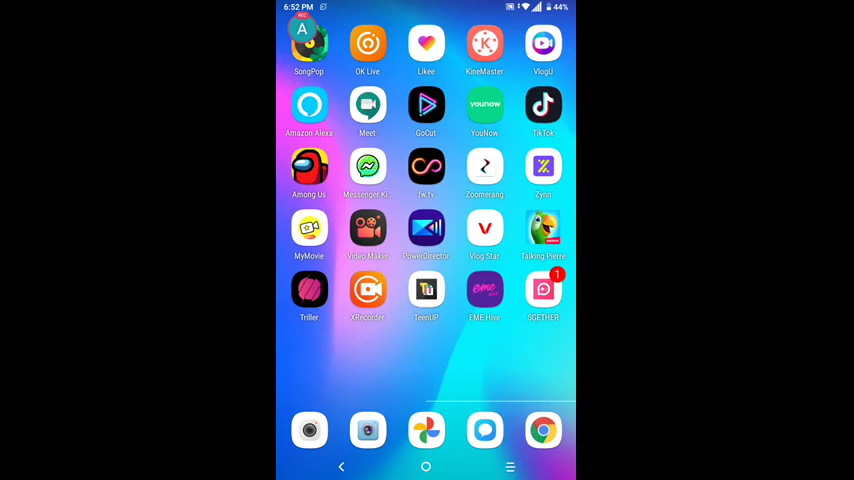 6:52 PM 44%
REC
A
SongPop OK Live Likee KineMaster VlogU
younow
Amazon Alexa Meet GoCut YouNow TikTok
Among Us Messenger Ki... fw.tv Zoomerang Zynn
MyMovie Video Maker PowerDirector Vlog Star Talking Pierre
1
eme
Triller XRecorder TeenUP EME Hive SGETHER